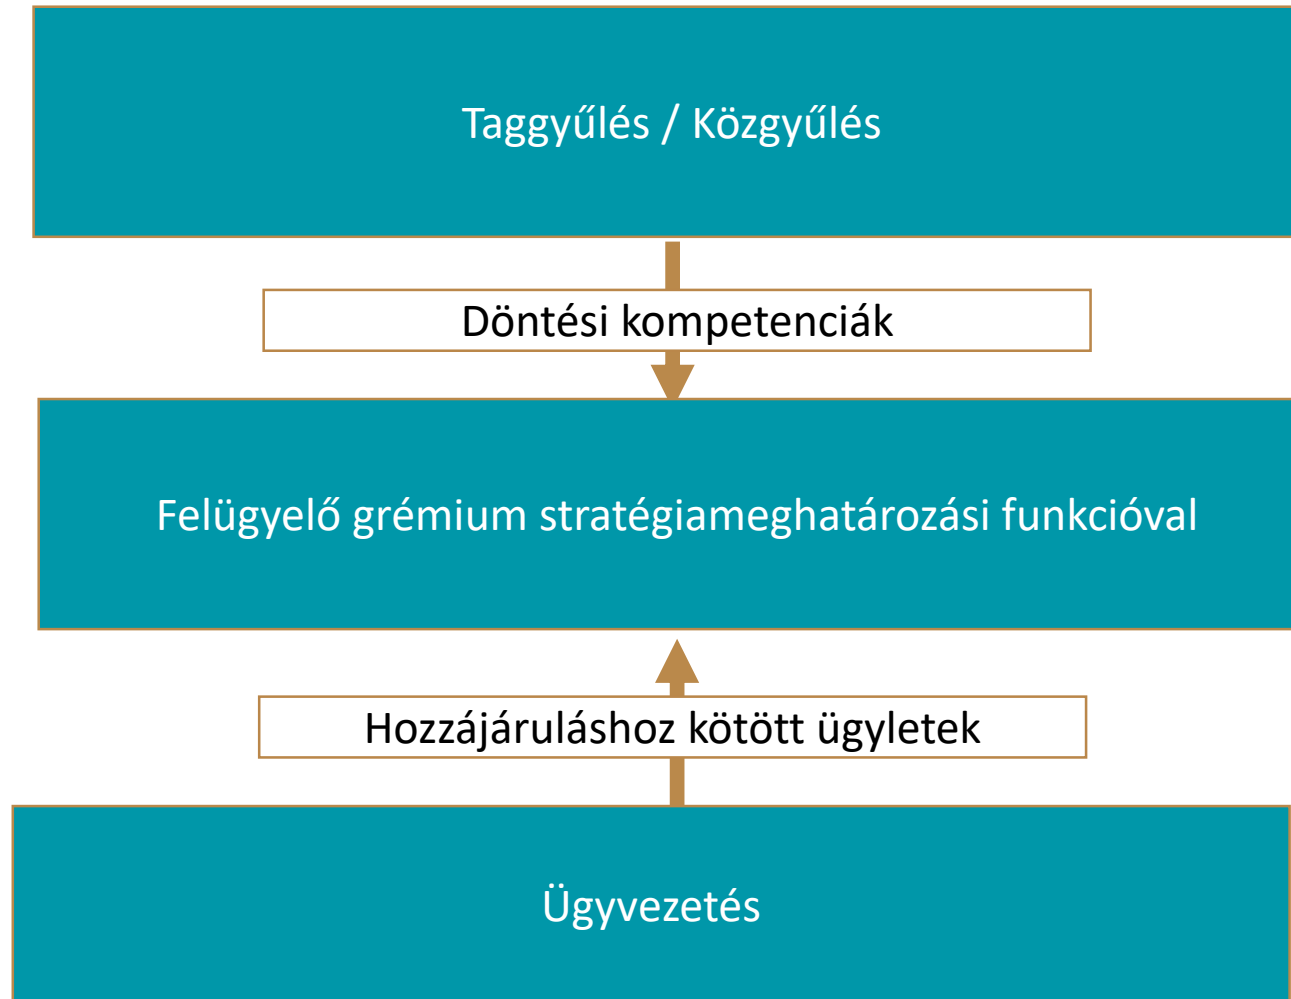 Taggyűlés / Közgyűlés
Döntési kompetenciák
Felügyelő grémium stratégiameghatározási funkcióval
Hozzájáruláshoz kötött ügyletek
Ügyvezetés